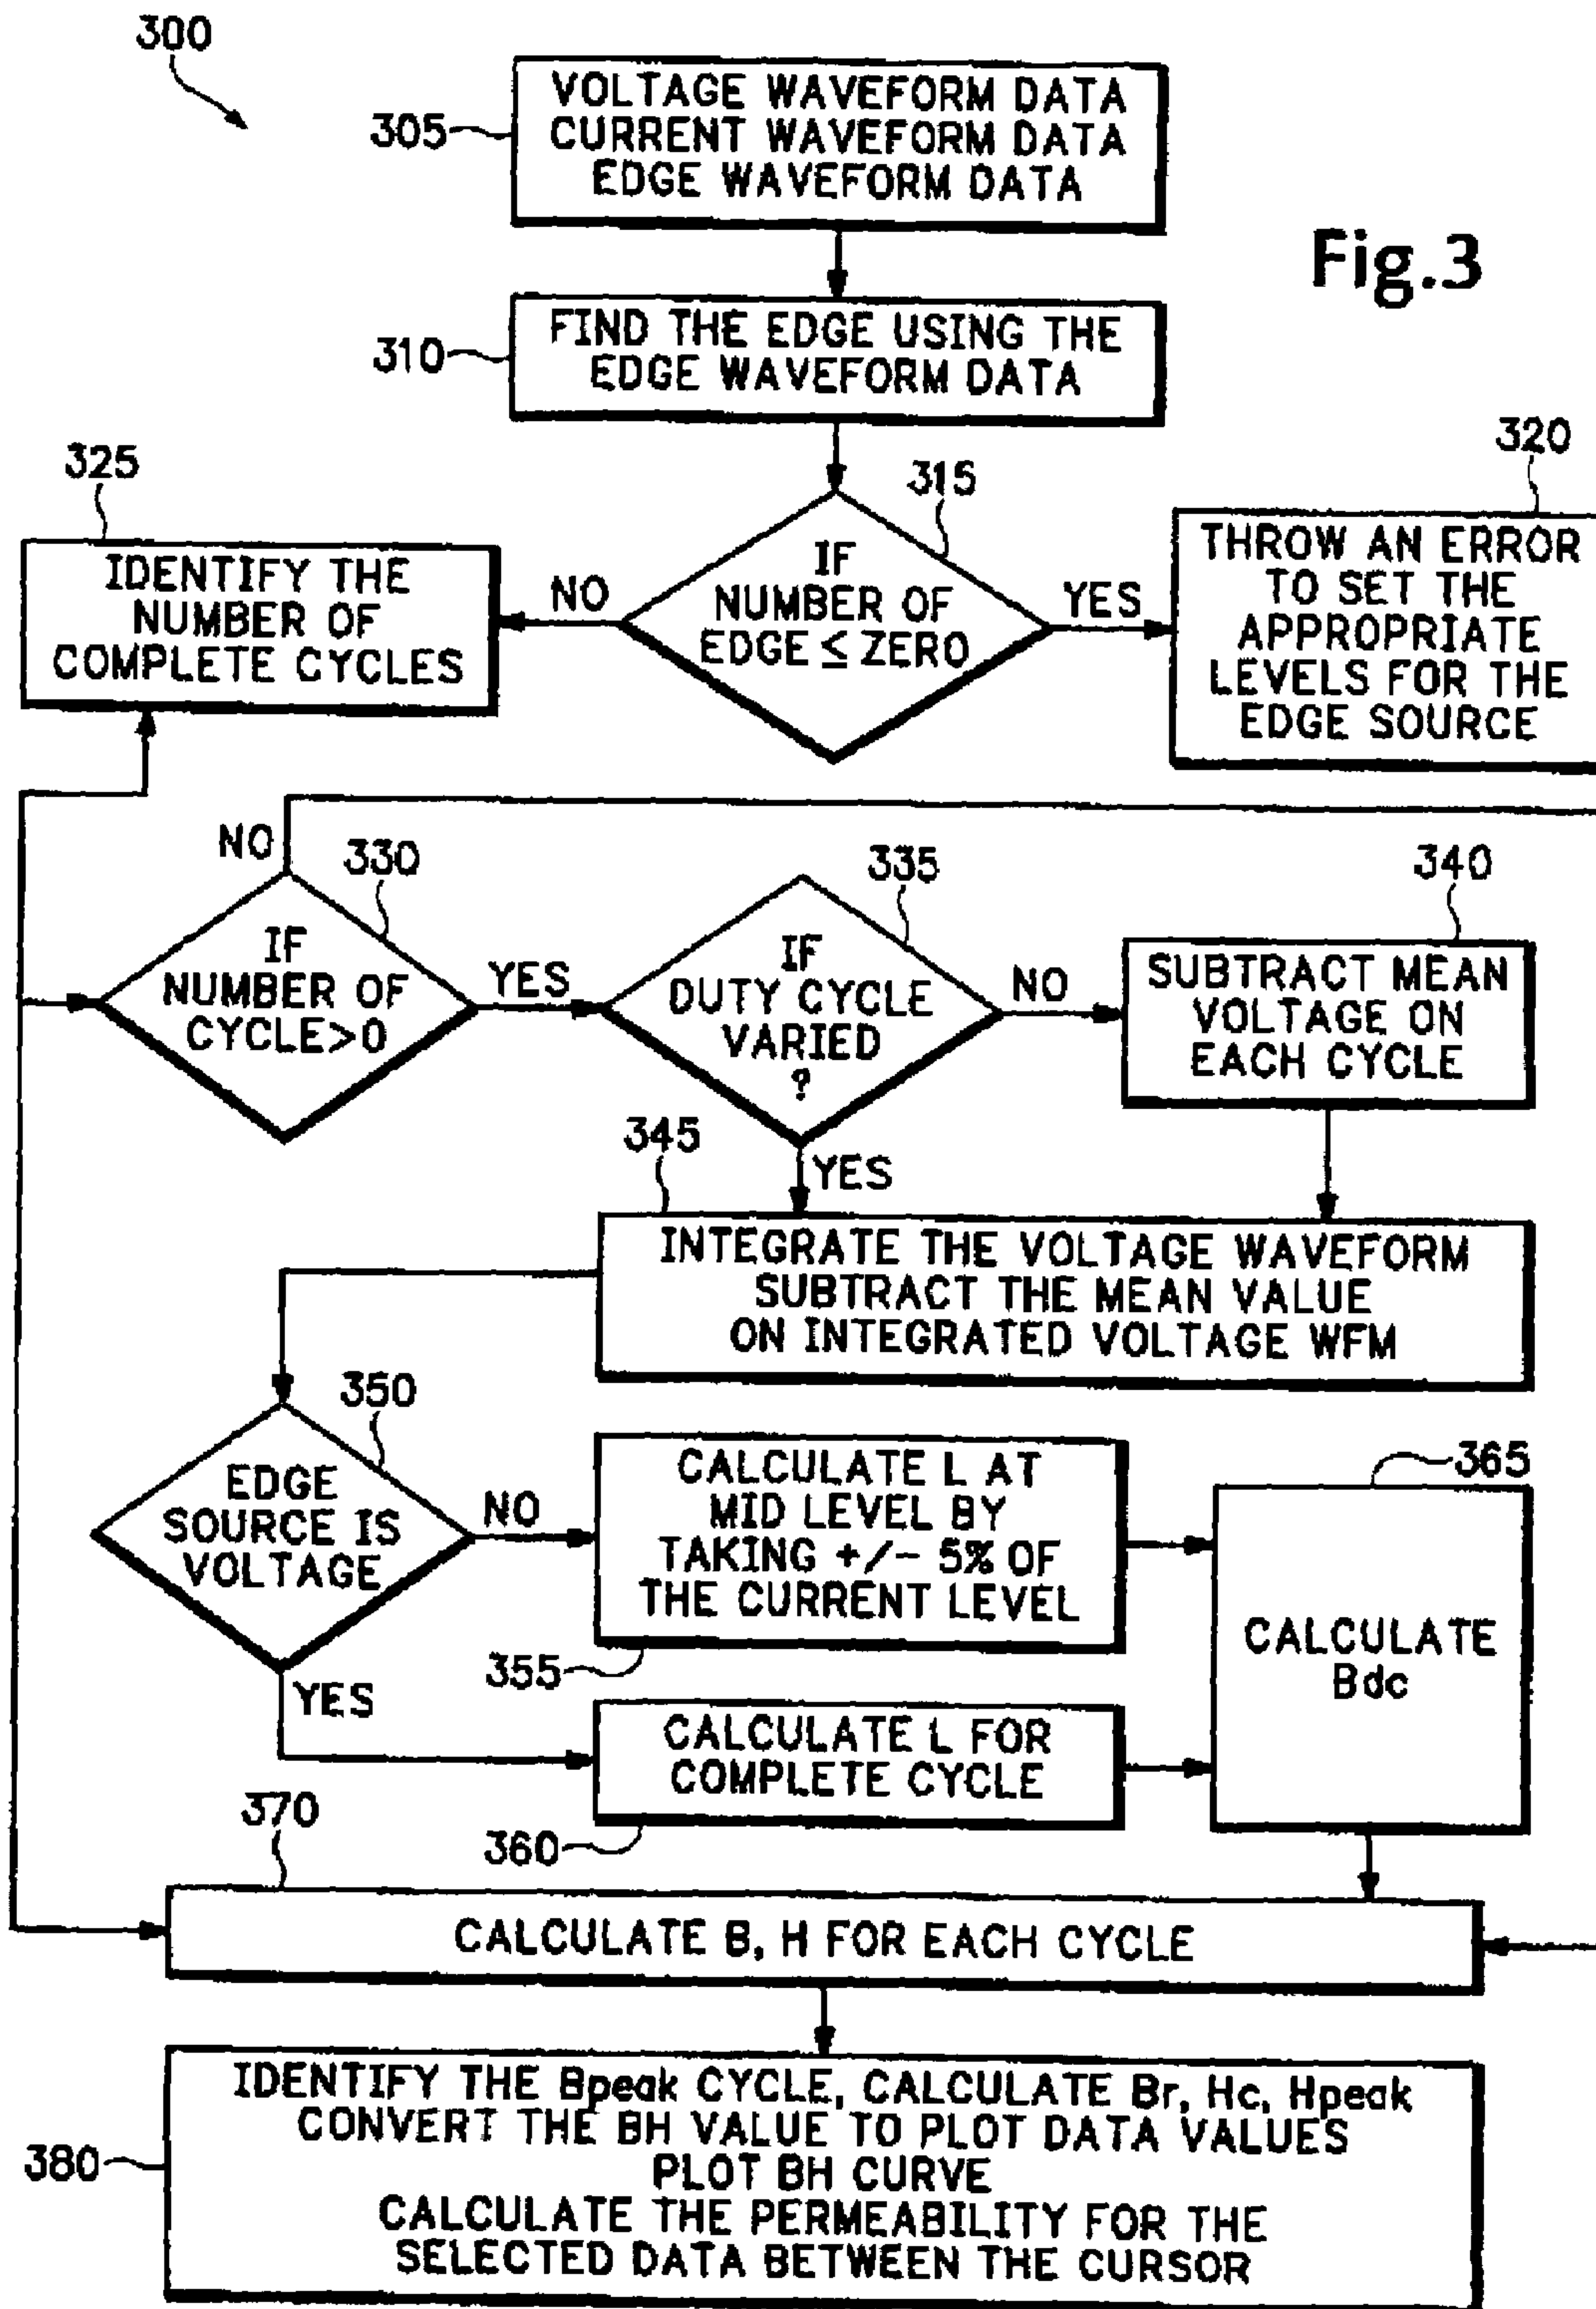 300
305
VOLTAGE WAVEFORM DATA
CURRENT WAVEFORM DATA
EDGE WAVEFORM DATA
Fig.3
310
FIND THE EDGE USING THE
EDGE WAVEFORM DATA
325
IDENTIFY THE
NUMBER OF
COMPLETE CYCLES
NO
315
IF
NUMBER OF
EDGE ≤ ZERO
YES
320
THROW AN ERROR
TO SET THE
APPROPRIATE
LEVELS FOR THE
EDGE SOURCE
NO
330
IF
NUMBER OF
CYCLE>0
YES
335
IF
DUTY CYCLE
VARIED
?
NO
YES
340
SUBTRACT MEAN
VOLTAGE ON
EACH CYCLE
345
INTEGRATE THE VOLTAGE WAVEFORM
SUBTRACT THE MEAN VALUE
ON INTEGRATED VOLTAGE WFM
350
EDGE
SOURCE IS
VOLTAGE
NO
YES
CALCULATE L AT
MID LEVEL BY
TAKING +/- 5% OF
THE CURRENT LEVEL
355
CALCULATE L FOR
COMPLETE CYCLE
360
365
CALCULATE
Bdc
370
CALCULATE B, H FOR EACH CYCLE
380
IDENTIFY THE Bpeak CYCLE, CALCULATE Br, Hc, Hpeak
CONVERT THE BH VALUE TO PLOT DATA VALUES
PLOT BH CURVE
CALCULATE THE PERMEABILITY FOR THE
SELECTED DATA BETWEEN THE CURSOR